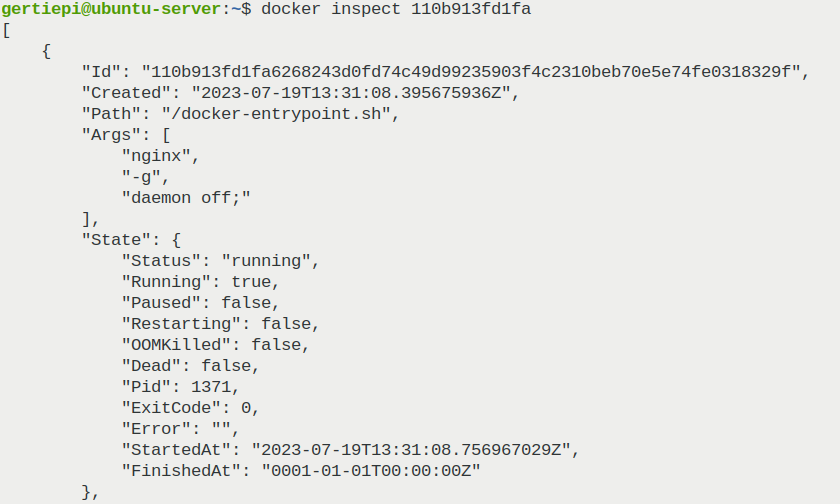 gertiepi@ubuntu-server:~$ docker inspect 110b913fd1fa
[
    {
        "Id": "110b913fd1fa6268243d0fd74c49d99235903f4c2310beb70e5e74fe0318329f",
        "Created": "2023-07-19T13:31:08.395675936Z",
        "Path": "/docker-entrypoint.sh",
        "Args": [
            "nginx",
            "-g",
            "daemon off;"
        ],
        "State": {
            "Status": "running",
            "Running": true,
            "Paused": false,
            "Restarting": false,
            "OOMKilled": false,
            "Dead": false,
            "Pid": 1371,
            "ExitCode": 0,
            "Error": "",
            "StartedAt": "2023-07-19T13:31:08.756967029Z",
            "FinishedAt": "0001-01-01T00:00:00Z"
        },